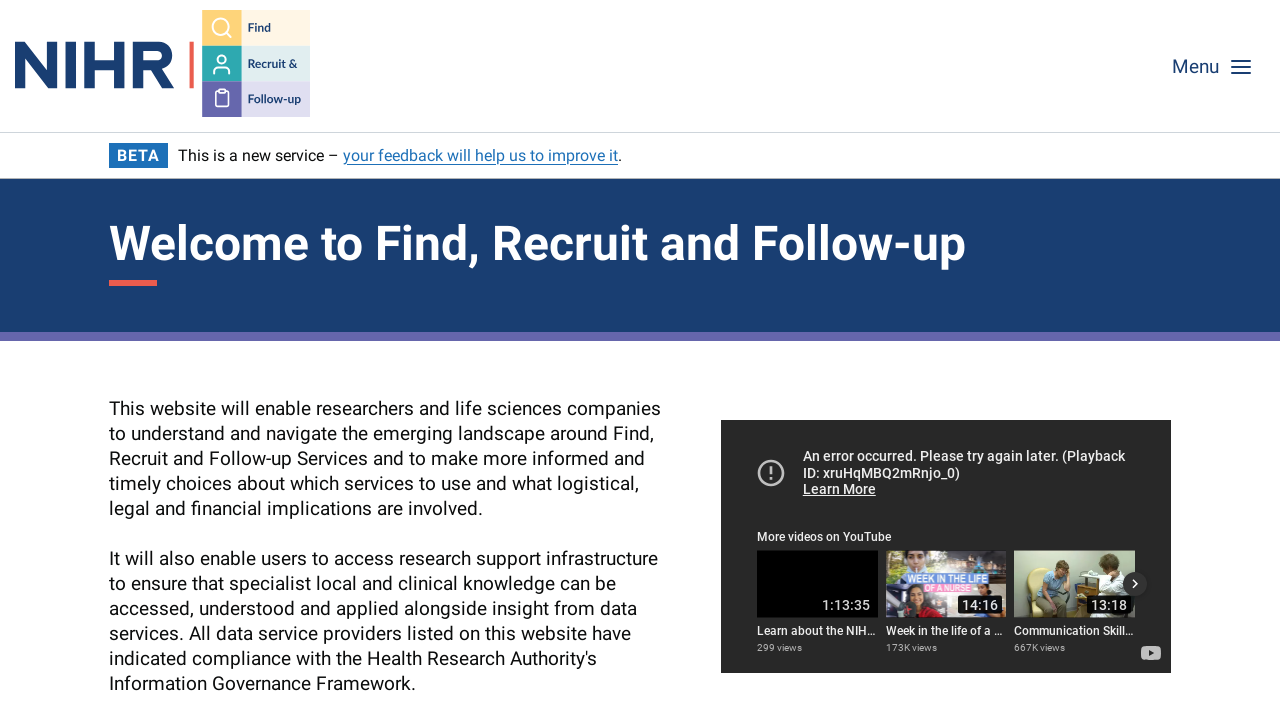 NIHR
Find
Recruit &
Follow-up
Menu
BETA This is a new service – your feedback will help us to improve it.
Welcome to Find, Recruit and Follow-up
This website will enable researchers and life sciences companies
to understand and navigate the emerging landscape around Find,
Recruit and Follow-up Services and to make more informed and
timely choices about which services to use and what logistical,
legal and financial implications are involved.
It will also enable users to access research support infrastructure
to ensure that specialist local and clinical knowledge can be
accessed, understood and applied alongside insight from data
services. All data service providers listed on this website have
indicated compliance with the Health Research Authority's
Information Governance Framework.
An error occurred. Please try again later. (Playback
ID: xruHqMBQ2mRnjo_0)
Learn More
More videos on YouTube
1:13:35
Learn about the NIH...
299 views
WEEK IN THE LIFE
OF A NURSE
14:16
Week in the life of a ...
173K views
13:18
Communication Skill...
667K views